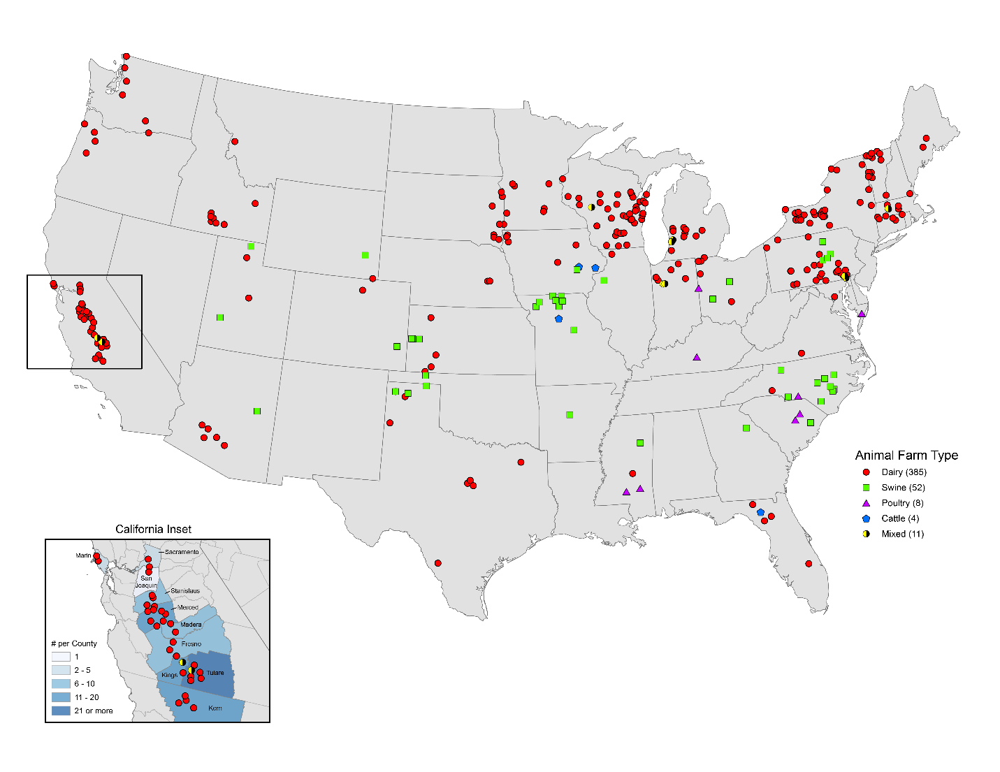 Animal Farm Type
Dairy (385)
Swine (52)
Poultry (8)
Cattle (4)
Mixed (11)
California Inset
Marin
Sacramento
San
Joaquin
Stanislaus
Merced
Madera
Fresno
Kings
Tulare
Kern
# per County
1
2 - 5
6 - 10
11 - 20
21 or more